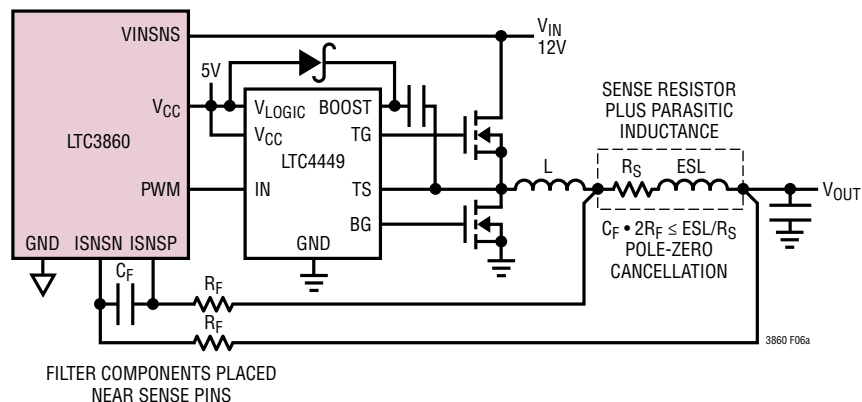 VINSNS
V_IN
12V
5V
SENSE RESISTOR
PLUS PARASITIC
INDUCTANCE
V_CC
V_LOGIC
BOOST
LTC3860
V_CC
TG
LTC4449
L
R_S
ESL
PWM
IN
TS
V_OUT
BG
C_F • 2R_F ≤ ESL/R_S
POLE-ZERO
CANCELLATION
GND
ISNSN
ISNSP
GND
C_F
R_F
R_F
3860 F06a
FILTER COMPONENTS PLACED
NEAR SENSE PINS